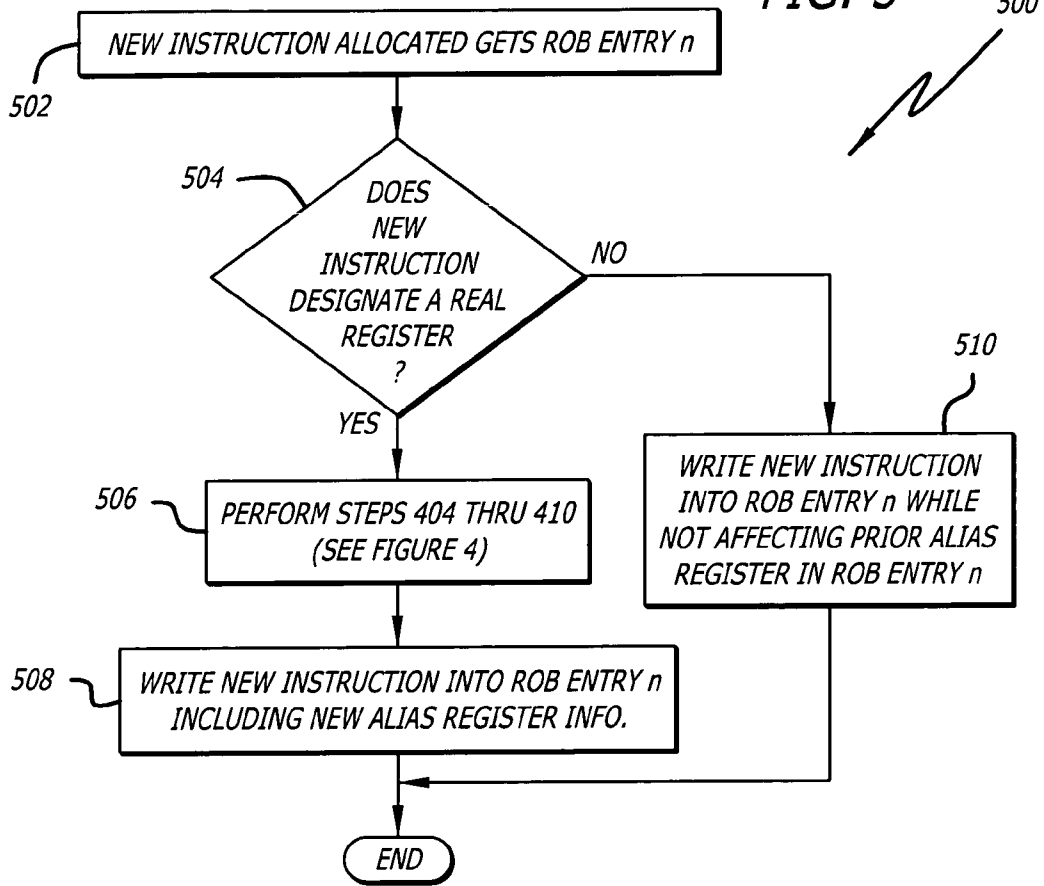 FIG. 5
500
NEW INSTRUCTION ALLOCATED GETS ROB ENTRY n
502
504
DOES
NEW
INSTRUCTION
DESIGNATE A REAL
REGISTER
?
NO
YES
510
506
PERFORM STEPS 404 THRU 410
(SEE FIGURE 4)
WRITE NEW INSTRUCTION
INTO ROB ENTRY n WHILE
NOT AFFECTING PRIOR ALIAS
REGISTER IN ROB ENTRY n
508
WRITE NEW INSTRUCTION INTO ROB ENTRY n
INCLUDING NEW ALIAS REGISTER INFO.
END